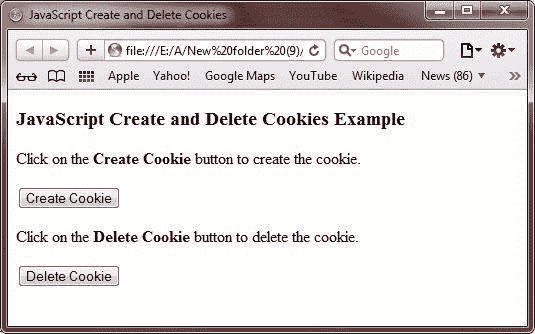 JavaScript Create and Delete Cookies
file:///E:/A/New%20folder%20(9)/
Google
Apple Yahoo! Google Maps YouTube Wikipedia News (86)
JavaScript Create and Delete Cookies Example
Click on the Create Cookie button to create the cookie.
Create Cookie
Click on the Delete Cookie button to delete the cookie.
Delete Cookie